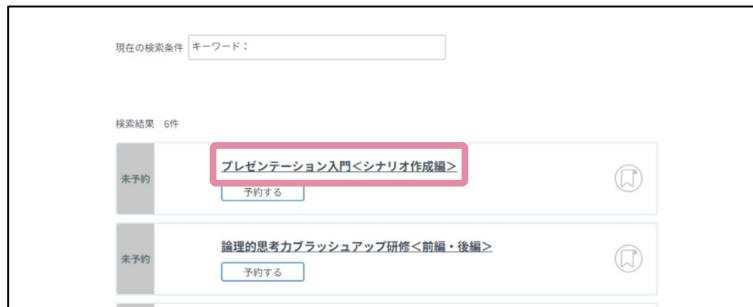 現在の検索条件 キーワード：
検索結果 6件
未予約
プレゼンテーション入門<シナリオ作成編>
予約する
未予約
論理的思考力ブラッシュアップ研修<前編・後編>
予約する